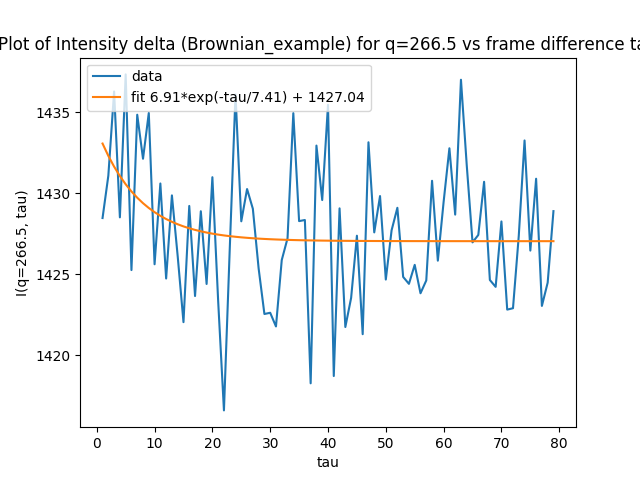 Plot of Intensity delta (Brownian_example) for q=266.5 vs frame difference ta
data
fit 6.91*exp(-tau/7.41) + 1427.04
I(q=266.5, tau)
1435
1430
1425
1420
0 10 20 30 40 50 60 70 80
tau